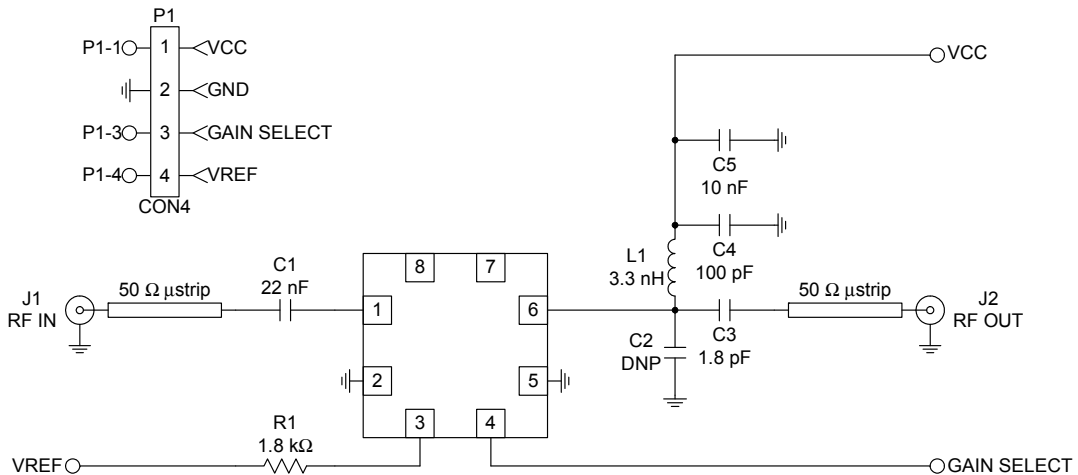 P1
P1-1 1 VCC
2 GND
P1-3 3 GAIN SELECT
P1-4 4 VREF
CON4
VCC
C5
10 nF
C4
100 pF
L1
3.3 nH
J1
RF IN
50 Ω µstrip
C1
22 nF
8 7
1 6
2 5
3 4
C2
DNP
C3
1.8 pF
50 Ω µstrip
J2
RF OUT
R1
1.8 kΩ
VREF
GAIN SELECT